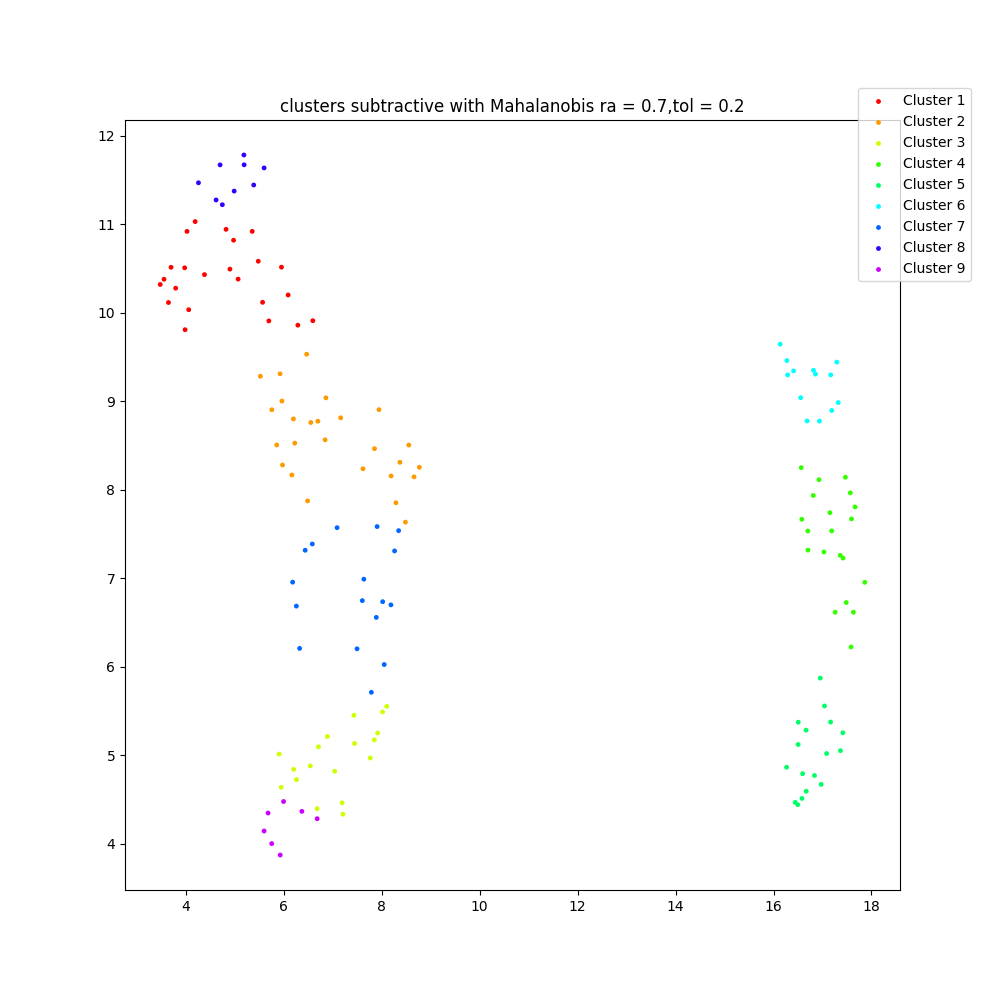 clusters subtractive with Mahalanobis ra = 0.7,tol = 0.2
Cluster 1
Cluster 2
Cluster 3
Cluster 4
Cluster 5
Cluster 6
Cluster 7
Cluster 8
Cluster 9
12
11
10
9
8
7
6
5
4
4 6 8 10 12 14 16 18